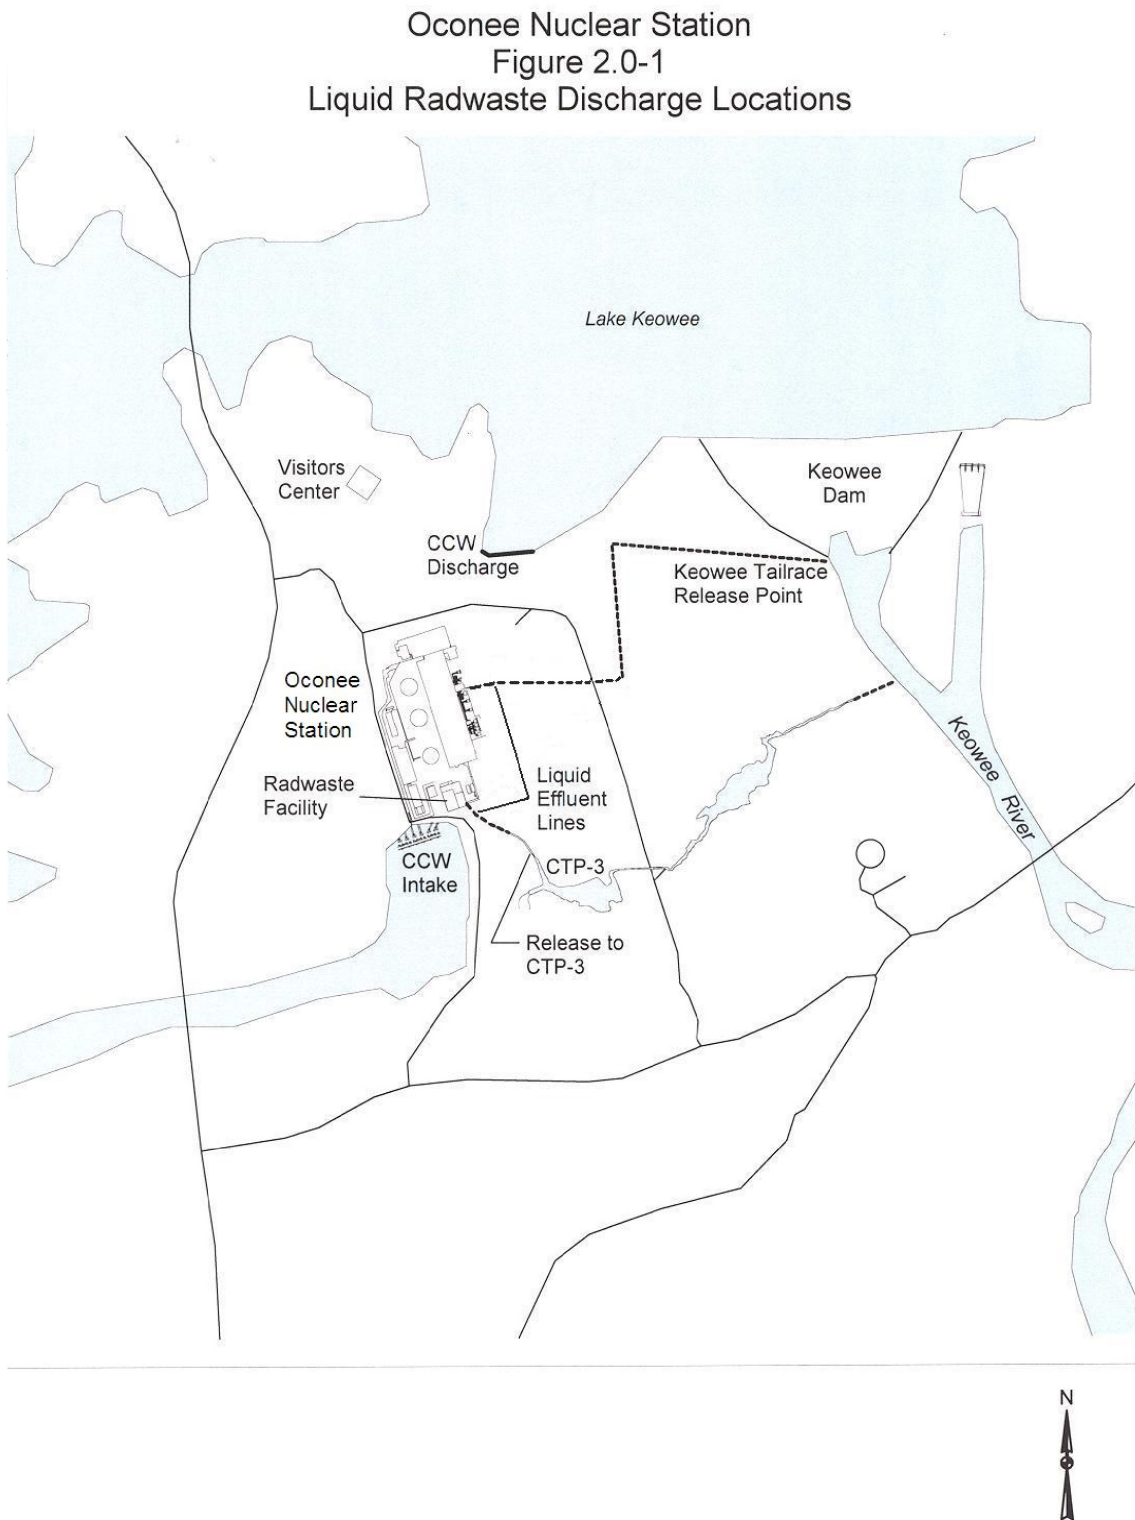 Oconee Nuclear Station
Figure 2.0-1
Liquid Radwaste Discharge Locations
Lake Keowee
Visitors
Center
Keowee
Dam
CCW
Discharge
Keowee Tailrace
Release Point
Oconee
Nuclear
Station
Keowee River
Radwaste
Facility
Liquid
Effluent
Lines
CCW
Intake
CTP-3
Release to
CTP-3
N